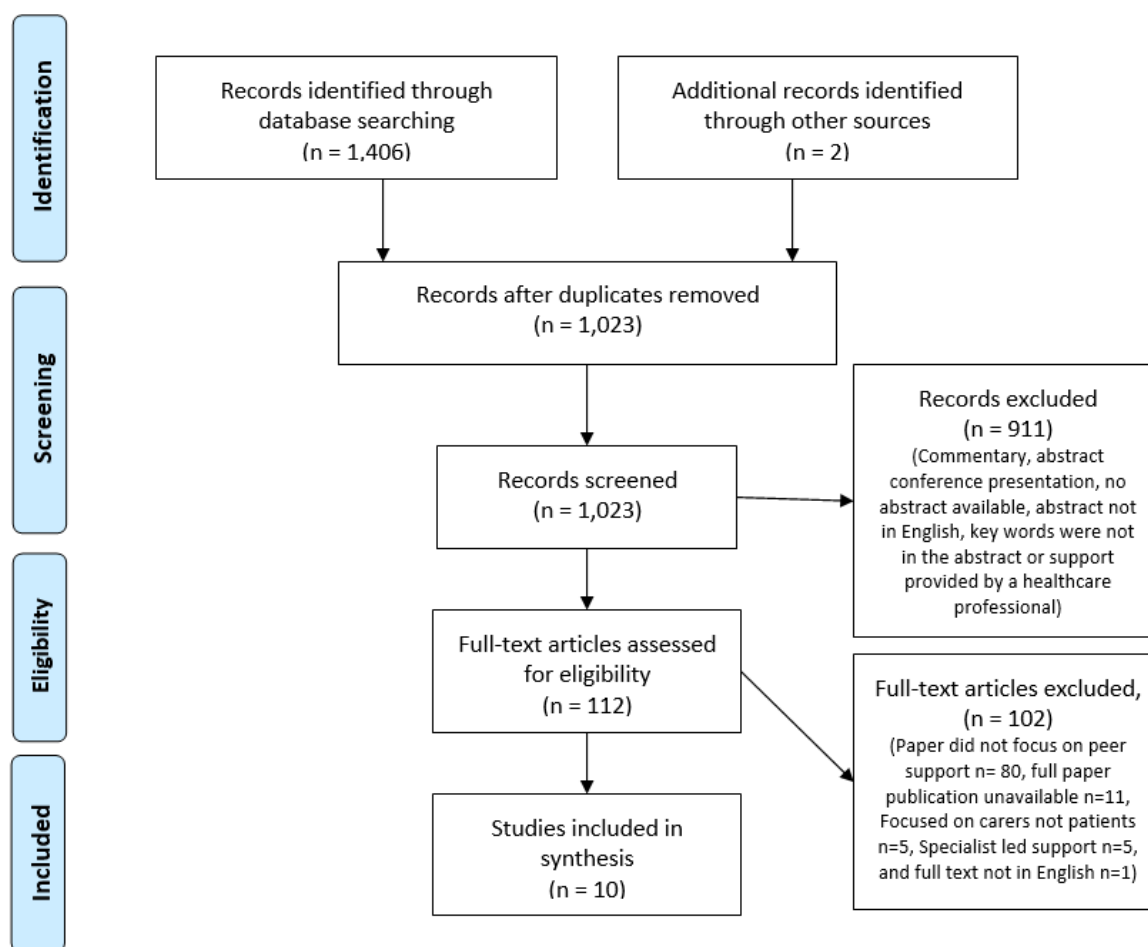 Identification
Records identified through
database searching
(n = 1,406)
Additional records identified
through other sources
(n = 2)
Screening
Records after duplicates removed
(n = 1,023)
Records screened
(n = 1,023)
Records excluded
(n = 911)
(Commentary, abstract
conference presentation, no
abstract available, abstract not
in English, key words were not
in the abstract or support
provided by a healthcare
professional)
Eligibility
Full-text articles assessed
for eligibility
(n = 112)
Full-text articles excluded,
(n = 102)
(Paper did not focus on peer
support n= 80, full paper
publication unavailable n=11,
Focused on carers not patients
n=5, Specialist led support n=5,
and full text not in English n=1)
Included
Studies included in
synthesis
(n = 10)